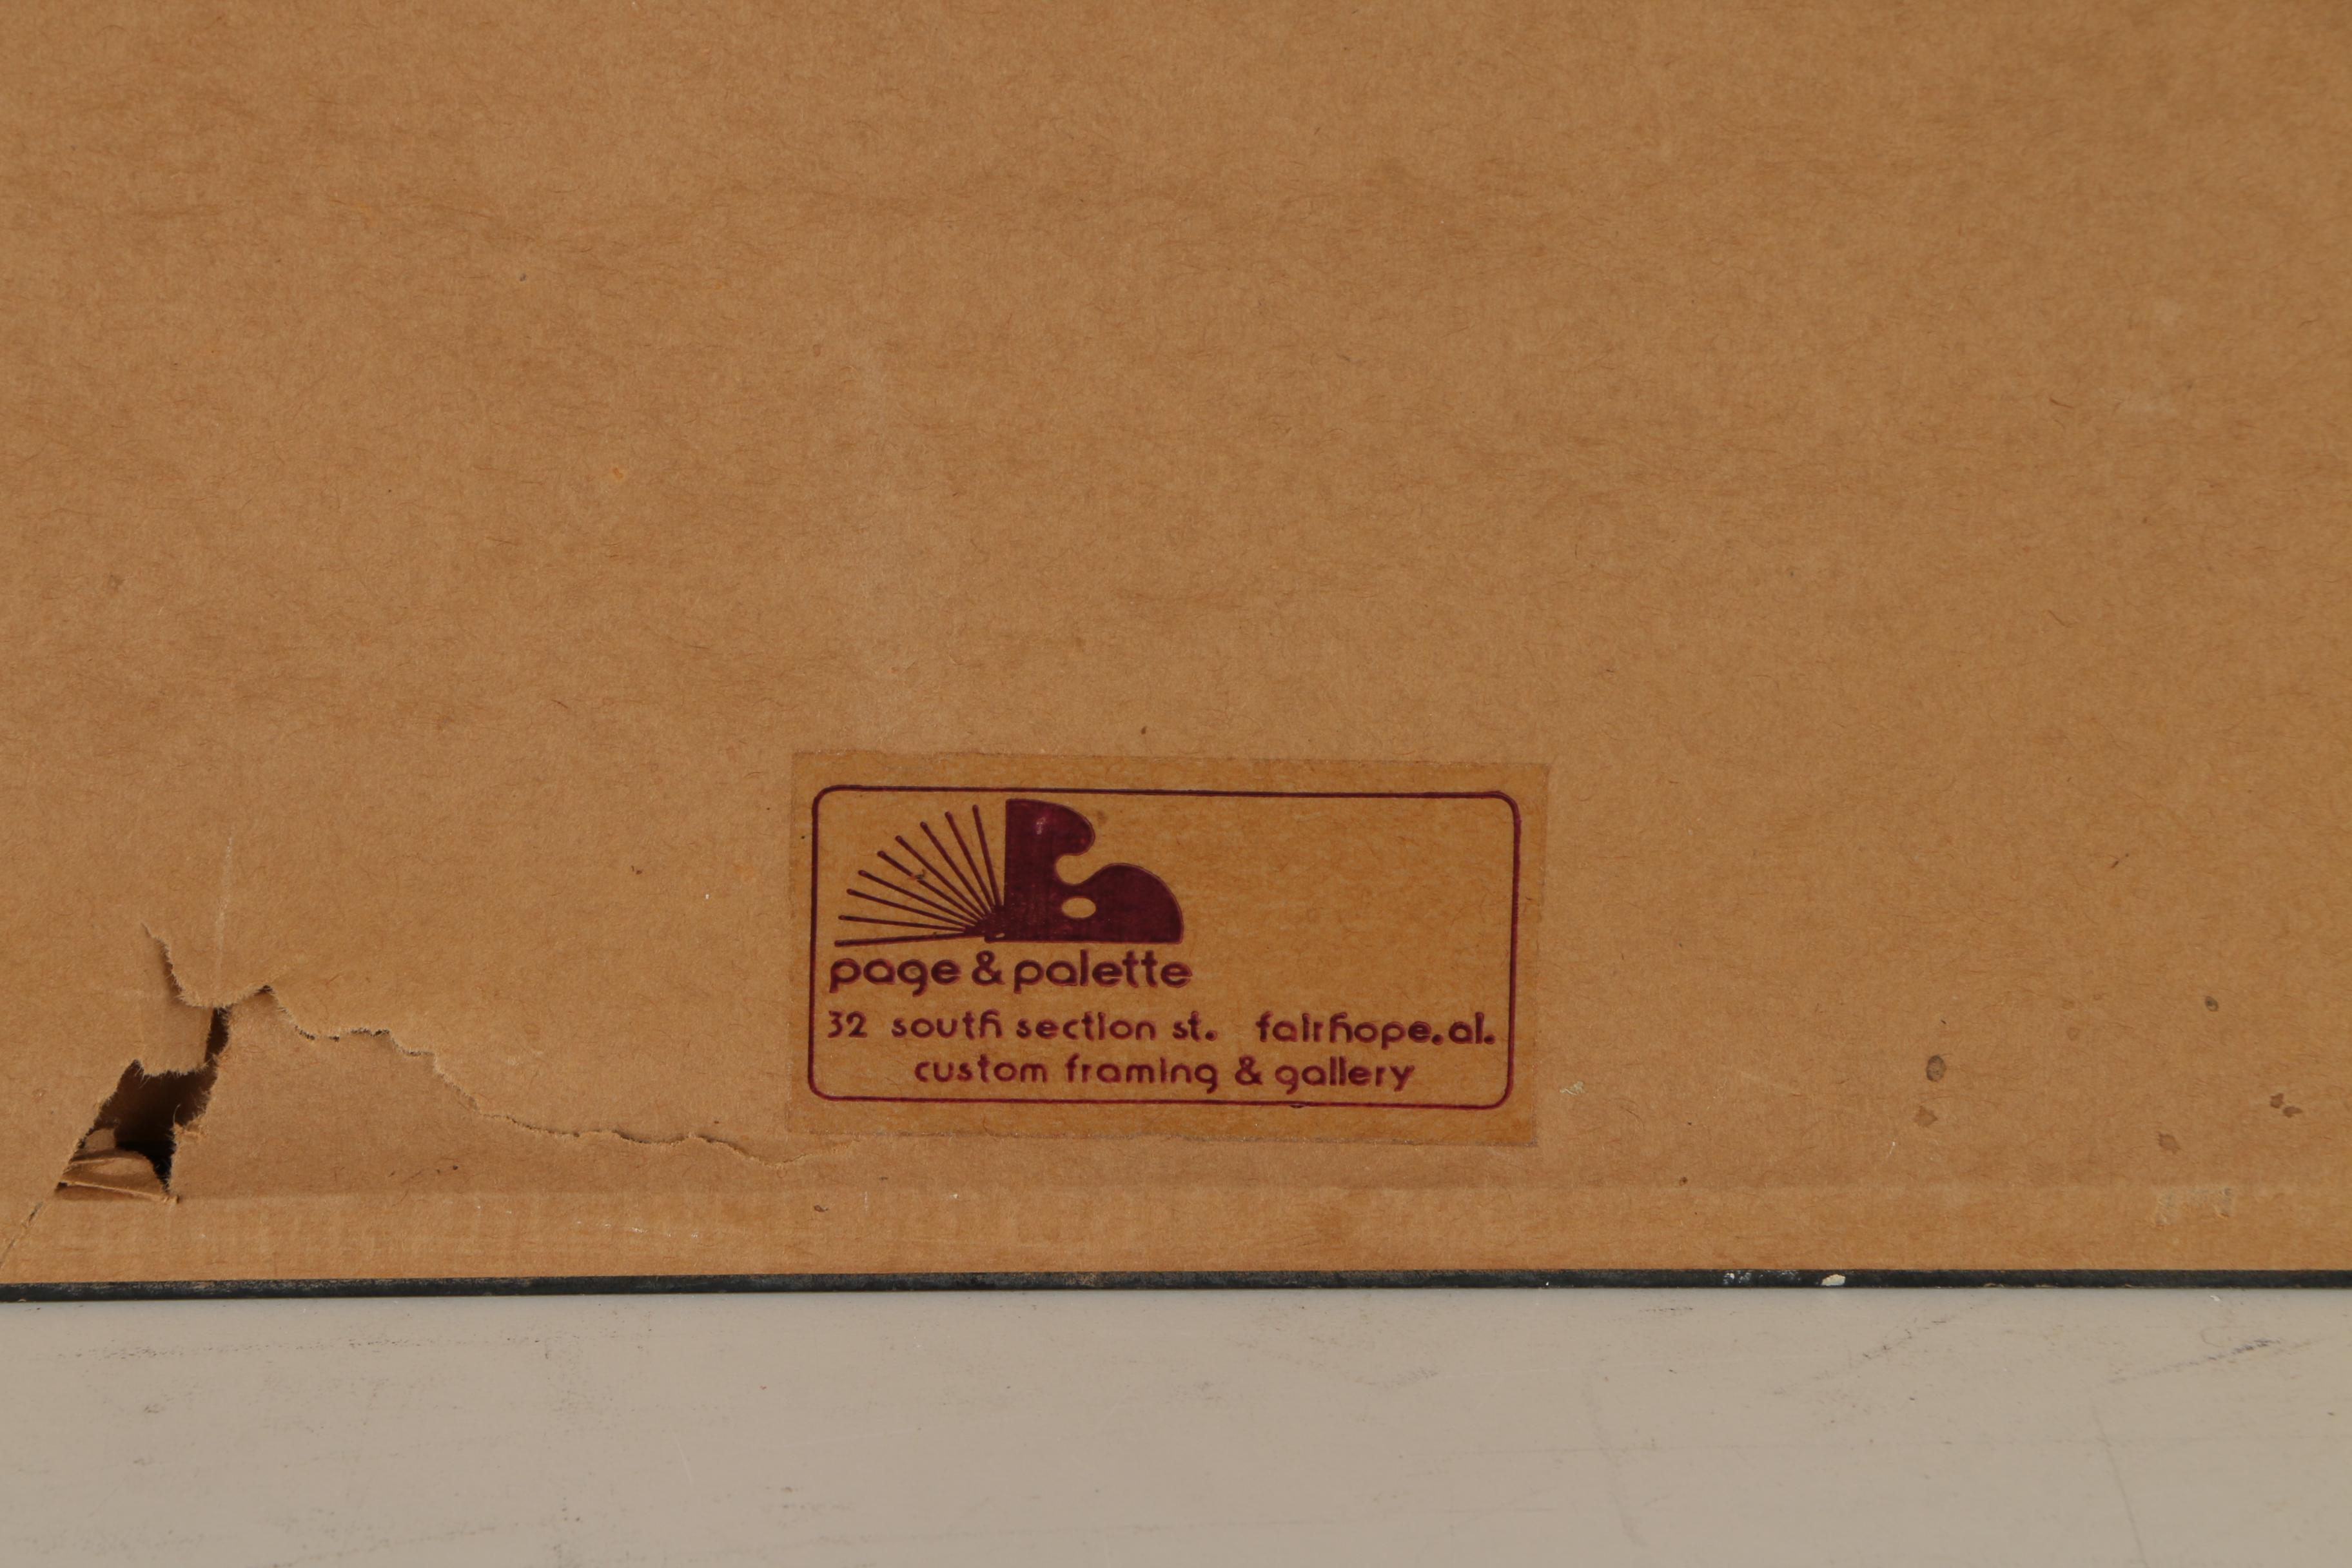 page & palette
32 south section st. fairhope.al.
custom framing & gallery